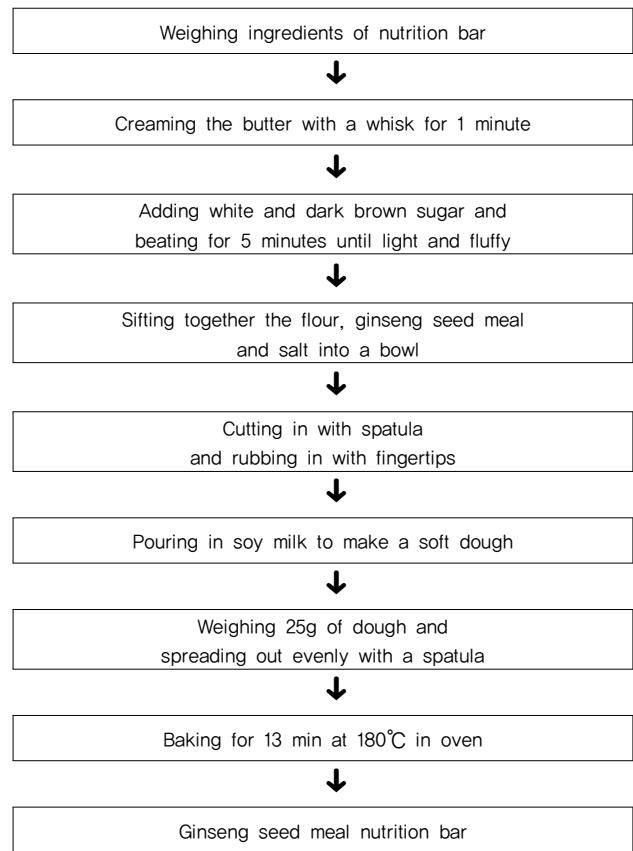 Weighing ingredients of nutrition bar
Creaming the butter with a whisk for 1 minute
Adding white and dark brown sugar and
beating for 5 minutes until light and fluffy
Sifting together the flour, ginseng seed meal
and salt into a bowl
Cutting in with spatula
and rubbing in with fingertips
Pouring in soy milk to make a soft dough
Weighing 25g of dough and
spreading out evenly with a spatula
Baking for 13 min at 180℃ in oven
Ginseng seed meal nutrition bar